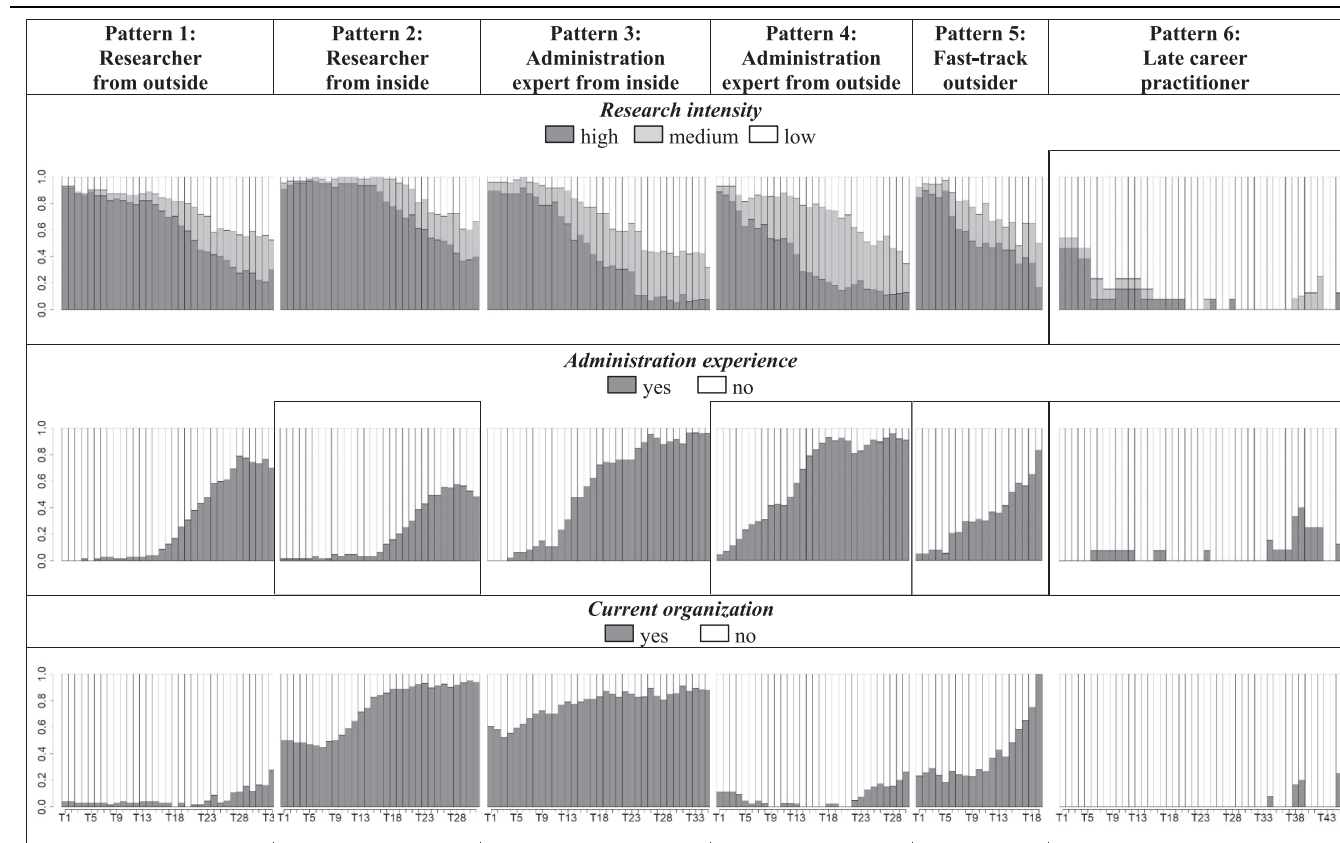 Pattern 1: Researcher from outside
Pattern 2: Researcher from inside
Pattern 3: Administration expert from inside
Pattern 4: Administration expert from outside
Pattern 5: Fast-track outsider
Pattern 6: Late career practitioner
Research intensity
high medium low
1.0
0.8
0.6
0.4
0.2
0.0
Administration experience
yes no
1.0
0.8
0.6
0.4
0.2
0.0
Current organization
yes no
1.0
0.8
0.6
0.4
0.2
0.0
T1 T5 T9 T13 T18 T23 T28 T3 T1 T5 T9 T13 T18 T23 T28 T1 T5 T9 T13 T18 T23 T28 T33 T1 T5 T9 T13 T18 T23 T28 T1 T5 T9 T13 T18 T1 T5 T9 T13 T18 T23 T28 T33 T38 T43